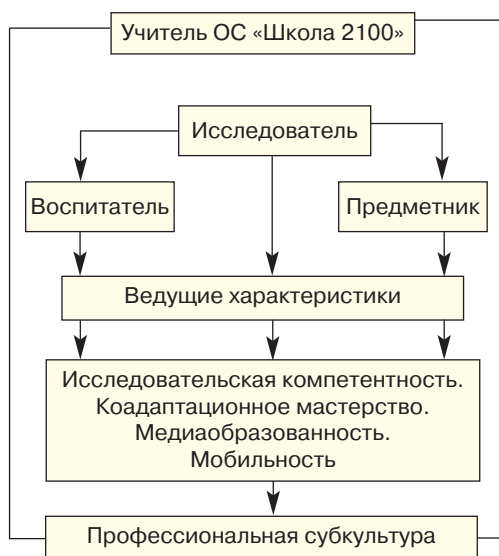 Учитель ОС «Школа 2100»
Исследователь
Воспитатель
Предметник
Ведущие характеристики
Исследовательская компетентность.
Коадаптационное мастерство.
Медиаобразованность.
Мобильность
Профессиональная субкультура